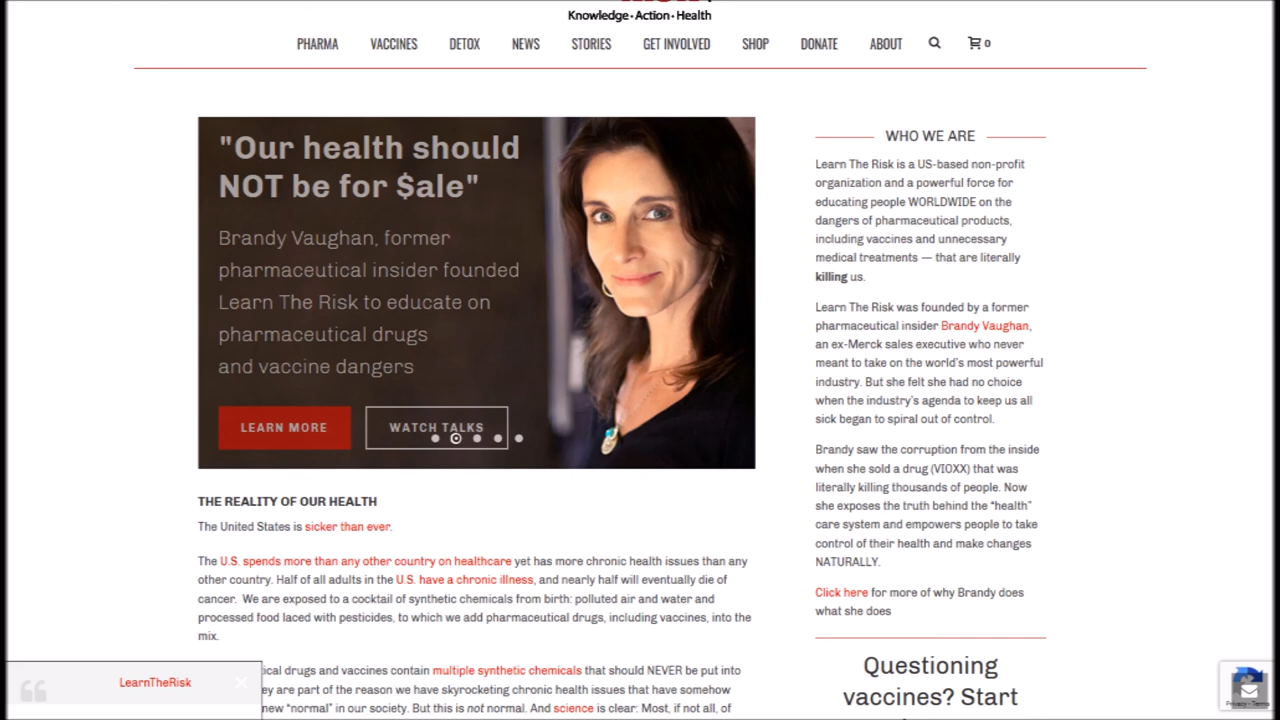 Knowledge•Action•Health
PHARMA VACCINES DETOX NEWS STORIES GET INVOLVED SHOP DONATE ABOUT 0
"Our health should
NOT be for $ale"
Brandy Vaughan, former
pharmaceutical insider founded
Learn The Risk to educate on
pharmaceutical drugs
and vaccine dangers
LEARN MORE WATCH TALKS
THE REALITY OF OUR HEALTH
The United States is sicker than ever.
The U.S. spends more than any other country on healthcare yet has more chronic health issues than any
other country. Half of all adults in the U.S. have a chronic illness, and nearly half will eventually die of
cancer. We are exposed to a cocktail of synthetic chemicals from birth: polluted air and water and
processed food laced with pesticides, to which we add pharmaceutical drugs, including vaccines, into the
mix.
ical drugs and vaccines contain multiple synthetic chemicals that should NEVER be put into
ey are part of the reason we have skyrocketing chronic health issues that have somehow
new “normal” in our society. But this is not normal. And science is clear: Most, if not all, of
LearnTheRisk
WHO WE ARE
Learn The Risk is a US-based non-profit
organization and a powerful force for
educating people WORLDWIDE on the
dangers of pharmaceutical products,
including vaccines and unnecessary
medical treatments — that are literally
killing us.
Learn The Risk was founded by a former
pharmaceutical insider Brandy Vaughan,
an ex-Merck sales executive who never
meant to take on the world’s most powerful
industry. But she felt she had no choice
when the industry’s agenda to keep us all
sick began to spiral out of control.
Brandy saw the corruption from the inside
when she sold a drug (VIOXX) that was
literally killing thousands of people. Now
she exposes the truth behind the “health”
care system and empowers people to take
control of their health and make changes
NATURALLY.
Click here for more of why Brandy does
what she does
Questioning
vaccines? Start
Privacy - Terms